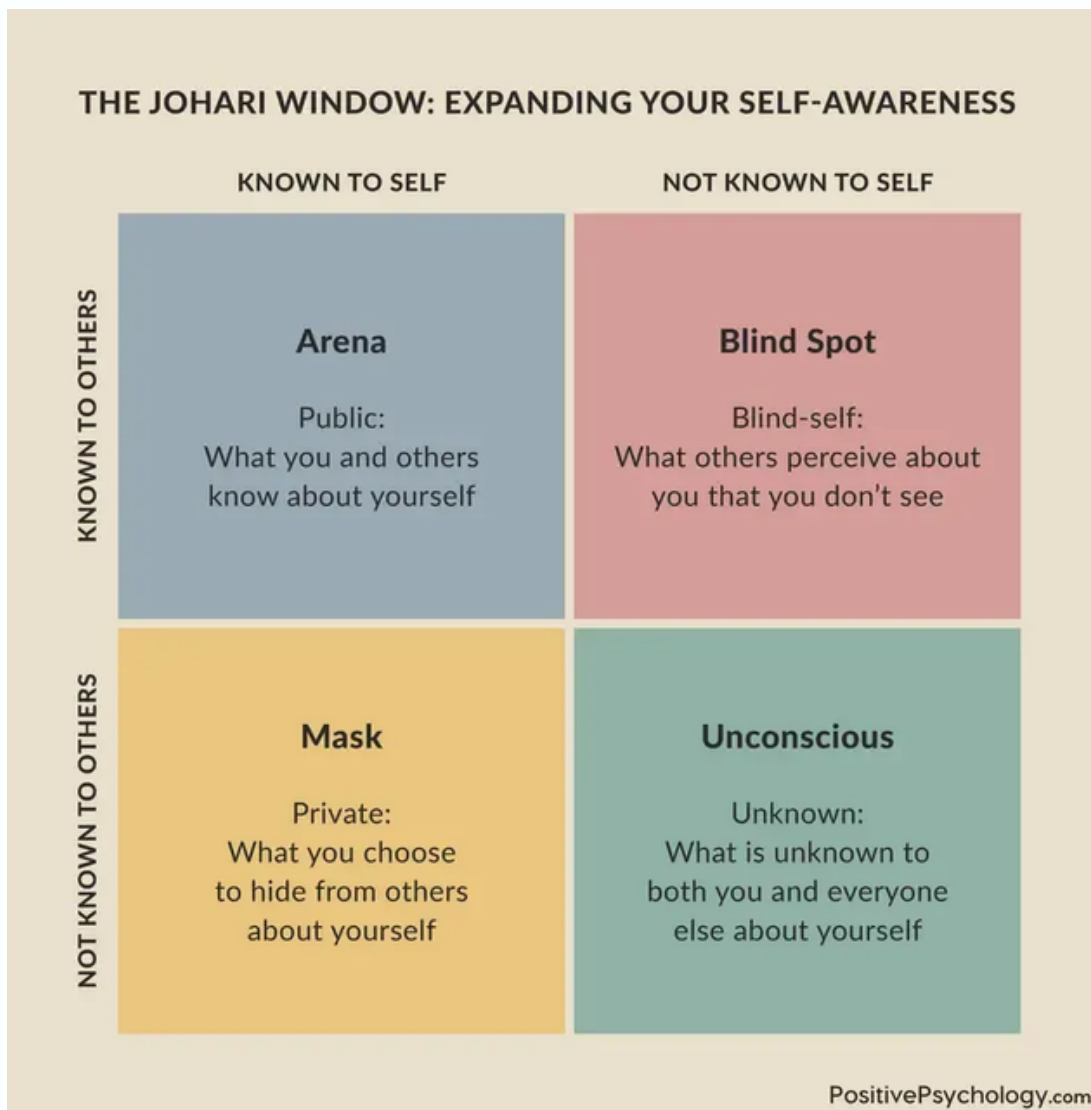 THE JOHARI WINDOW: EXPANDING YOUR SELF-AWARENESS
KNOWN TO SELF
NOT KNOWN TO SELF
KNOWN TO OTHERS
Arena
Public:
What you and others
know about yourself
Blind Spot
Blind-self:
What others perceive about
you that you don’t see
NOT KNOWN TO OTHERS
Mask
Private:
What you choose
to hide from others
about yourself
Unconscious
Unknown:
What is unknown to
both you and everyone
else about yourself
PositivePsychology.com